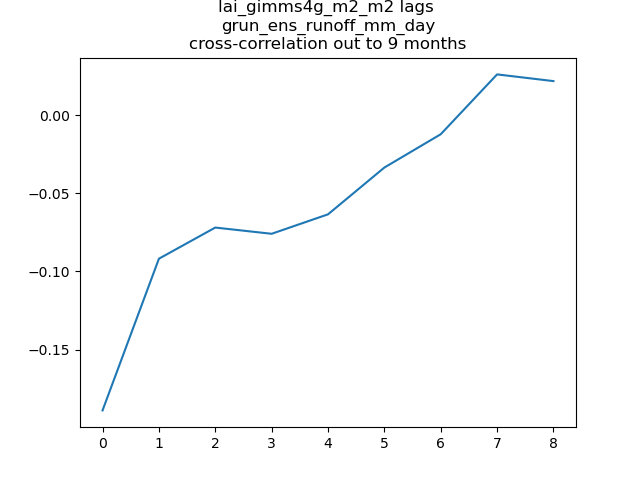 lai_gimms4g_m2_m2 lags
grun_ens_runoff_mm_day
cross-correlation out to 9 months
0.00
−0.05
−0.10
−0.15
0 1 2 3 4 5 6 7 8